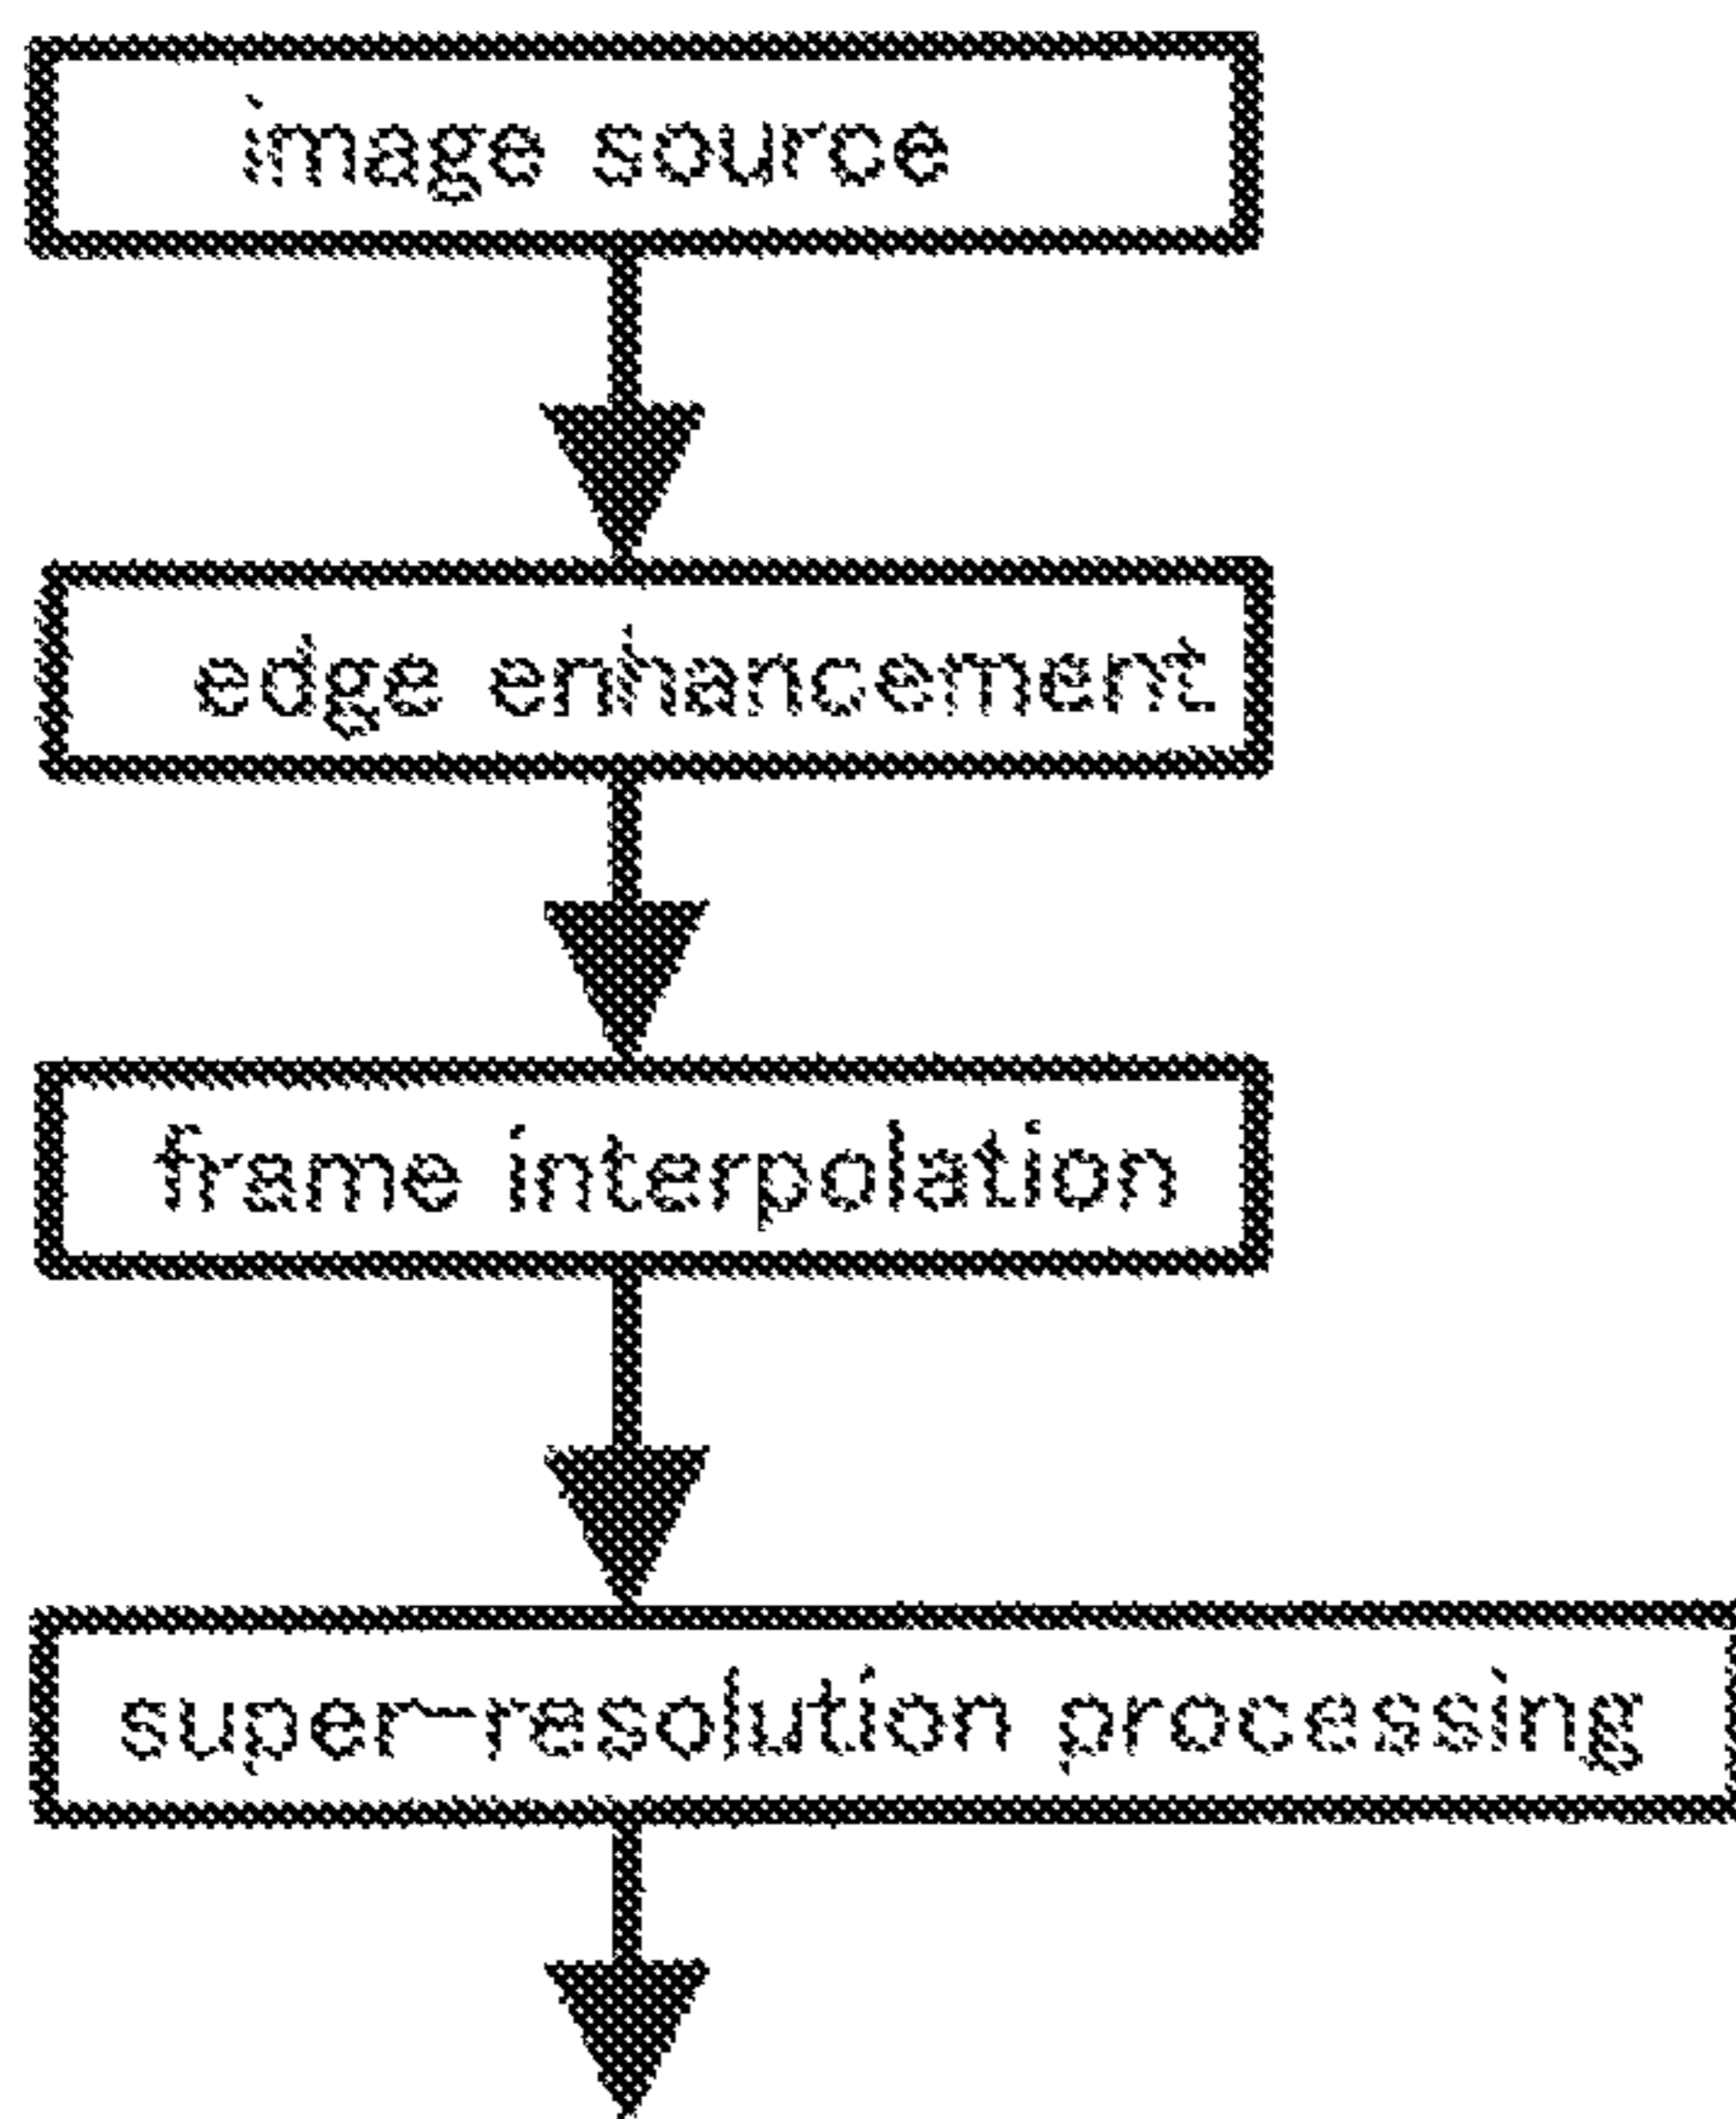 image source
edge enhancement
frame interpolation
super-resolution processing